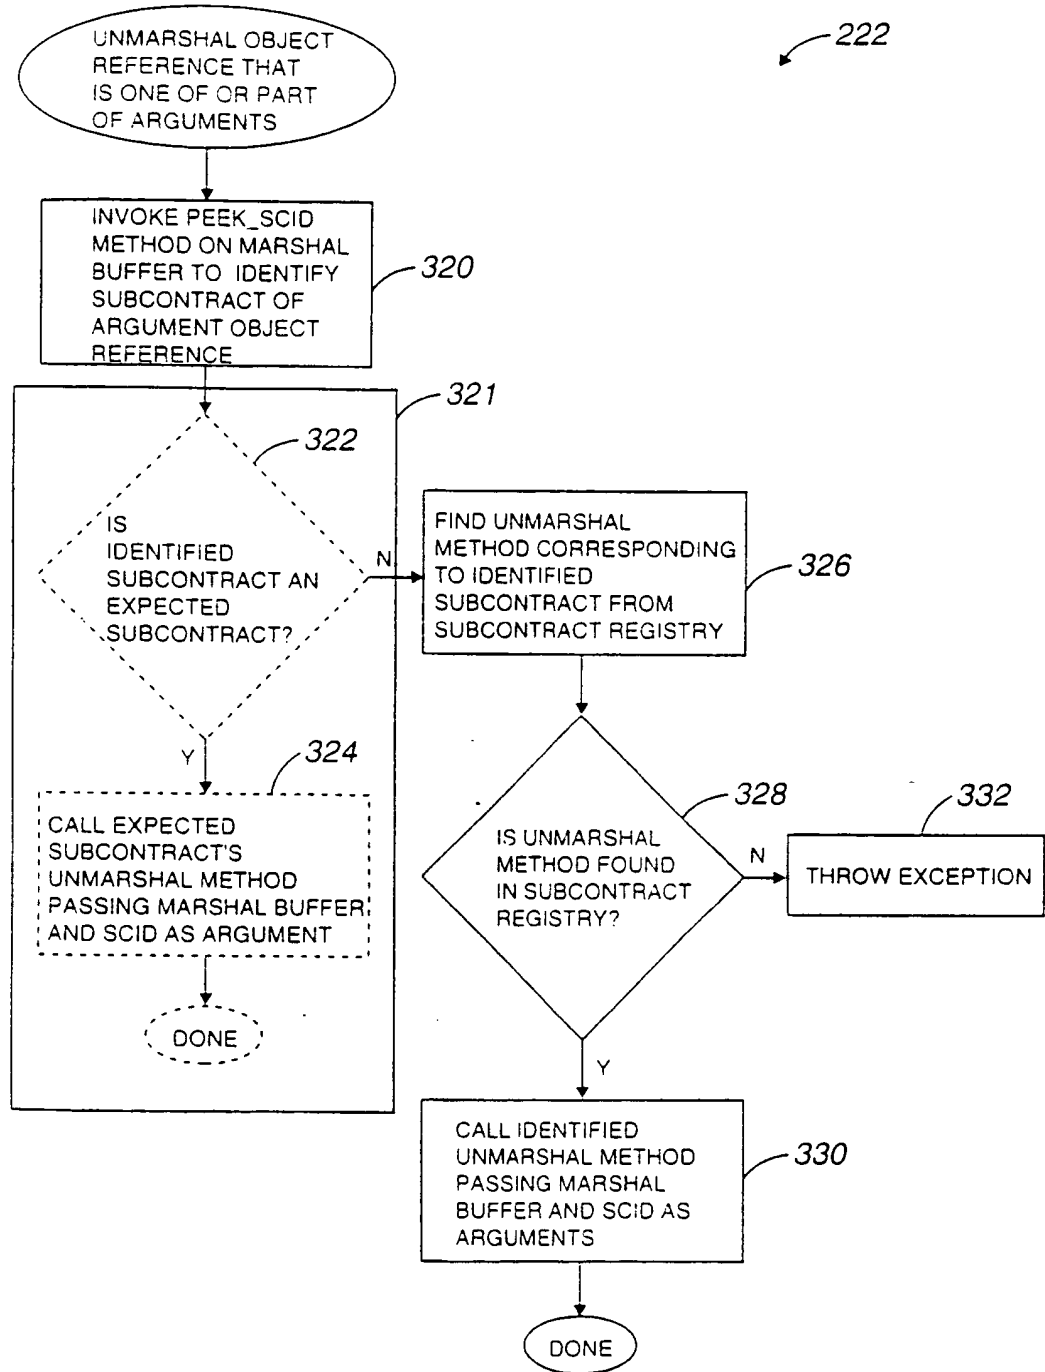 UNMARSHAL OBJECT
REFERENCE THAT
IS ONE OF OR PART
OF ARGUMENTS
222
INVOKE PEEK_SCID
METHOD ON MARSHAL
BUFFER TO IDENTIFY
SUBCONTRACT OF
ARGUMENT OBJECT
REFERENCE
320
321
322
IS
IDENTIFIED
SUBCONTRACT AN
EXPECTED
SUBCONTRACT?
N
Y
324
CALL EXPECTED
SUBCONTRACT'S
UNMARSHAL METHOD
PASSING MARSHAL BUFFER
AND SCID AS ARGUMENT
DONE
FIND UNMARSHAL
METHOD CORRESPONDING
TO IDENTIFIED
SUBCONTRACT FROM
SUBCONTRACT REGISTRY
326
328
IS UNMARSHAL
METHOD FOUND
IN SUBCONTRACT
REGISTRY?
N
332
THROW EXCEPTION
Y
CALL IDENTIFIED
UNMARSHAL METHOD
PASSING MARSHAL
BUFFER AND SCID AS
ARGUMENTS
330
DONE